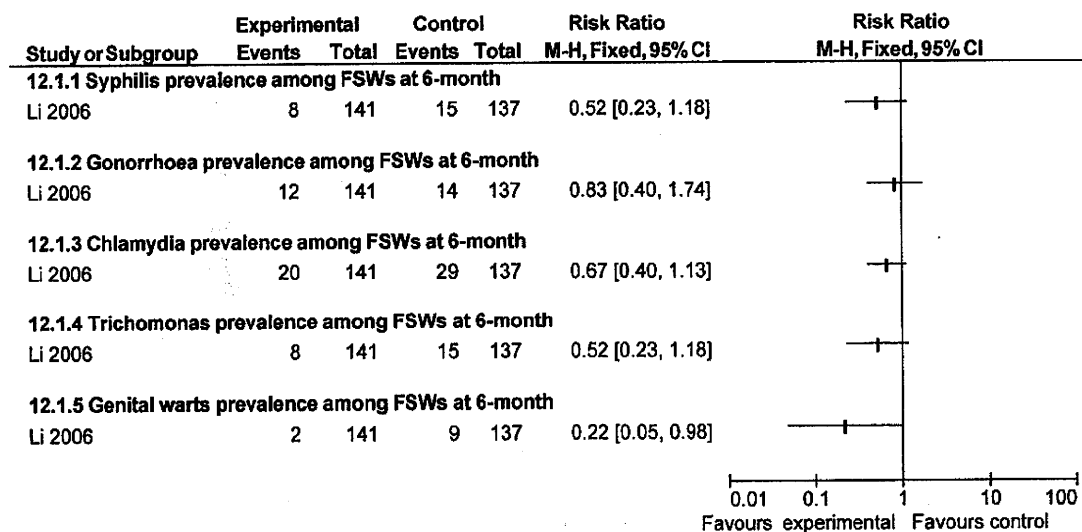 Experimental Control Risk Ratio Risk Ratio
Study or Subgroup Events Total Events Total M-H, Fixed, 95% CI M-H, Fixed, 95% CI
12.1.1 Syphilis prevalence among FSWs at 6-month
Li 2006 8 141 15 137 0.52 [0.23, 1.18]
12.1.2 Gonorrhoea prevalence among FSWs at 6-month
Li 2006 12 141 14 137 0.83 [0.40, 1.74]
12.1.3 Chlamydia prevalence among FSWs at 6-month
Li 2006 20 141 29 137 0.67 [0.40, 1.13]
12.1.4 Trichomonas prevalence among FSWs at 6-month
Li 2006 8 141 15 137 0.52 [0.23, 1.18]
12.1.5 Genital warts prevalence among FSWs at 6-month
Li 2006 2 141 9 137 0.22 [0.05, 0.98]
0.01 0.1 1 10 100
Favours experimental Favours control